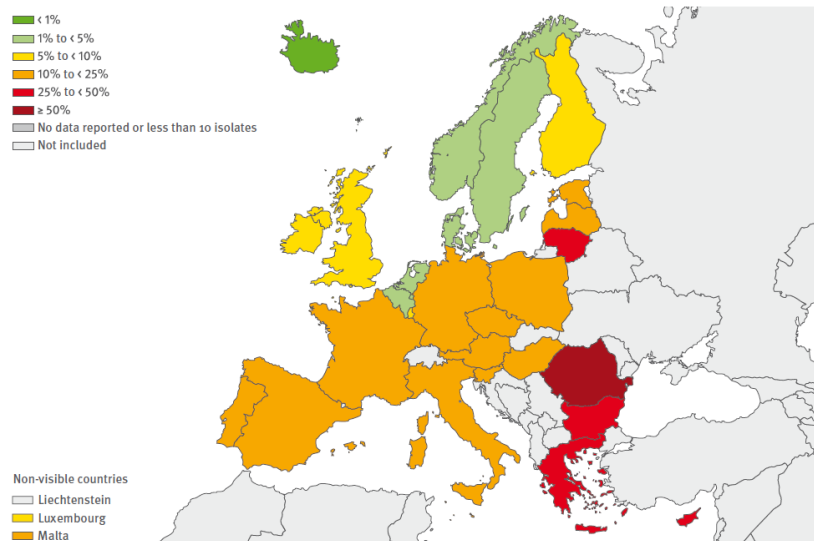 < 1%
1% to < 5%
5% to < 10%
10% to < 25%
25% to < 50%
≥ 50%
No data reported or less than 10 isolates
Not included
Non-visible countries
Liechtenstein
Luxembourg
Malta